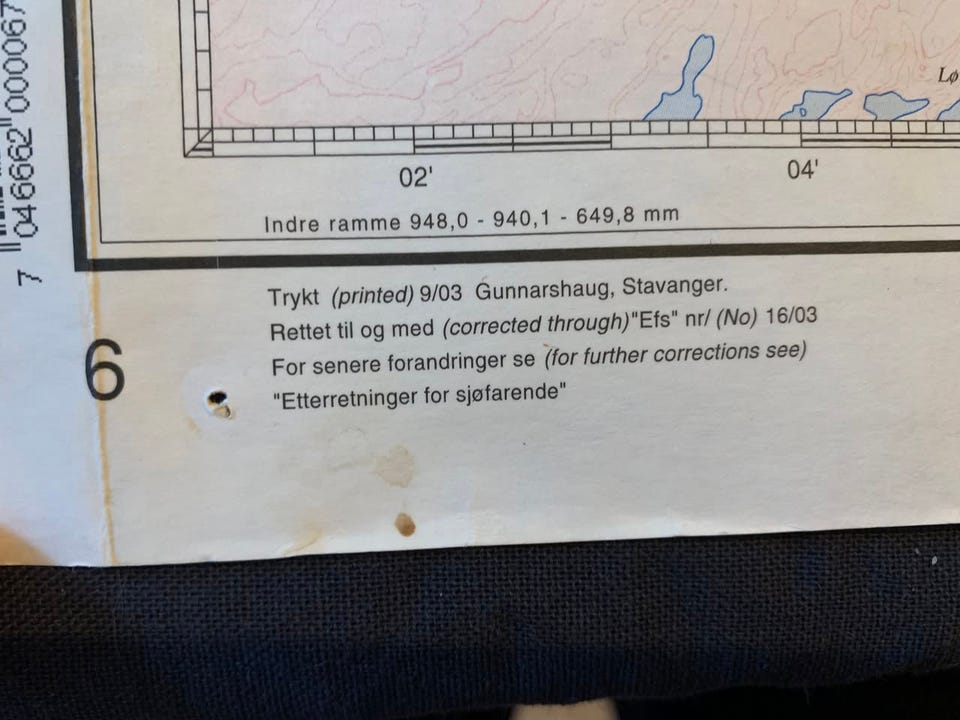 7 046662 000067
Lø
02'
04'
Indre ramme 948,0 - 940,1 - 649,8 mm
Trykt (printed) 9/03 Gunnarshaug, Stavanger.
Rettet til og med (corrected through) "Efs" nr/ (No) 16/03
For senere forandringer se (for further corrections see)
"Etterretninger for sjøfarende"
6